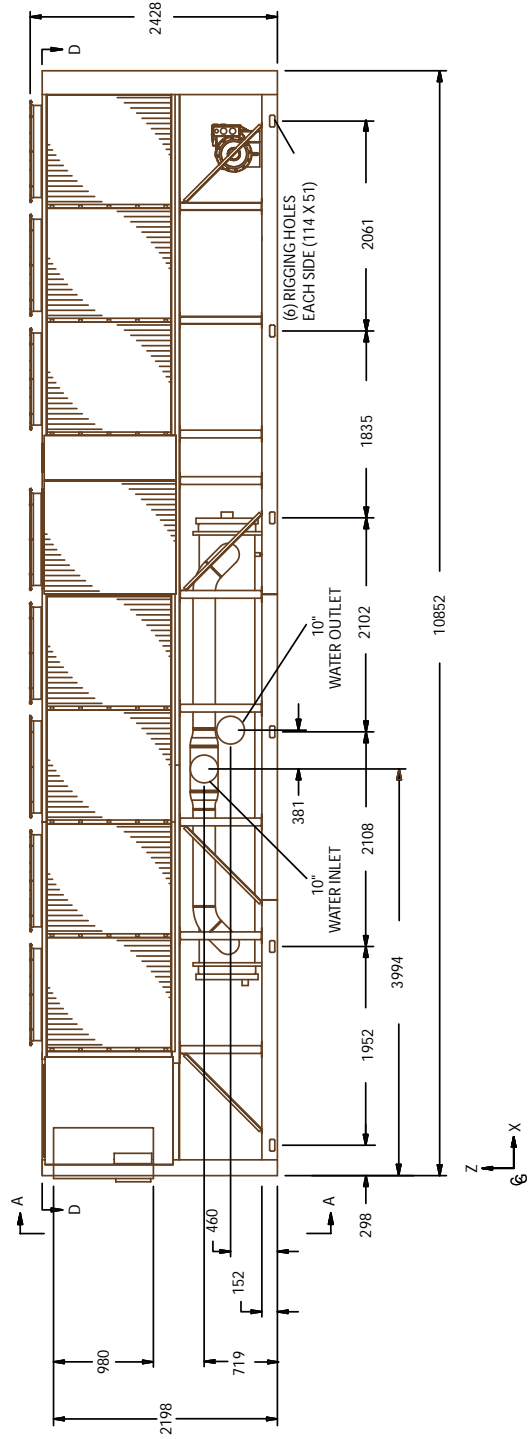 2428
D
(6) RIGGING HOLES
EACH SIDE (114 X 51)
2061
1835
2102
10852
10"
WATER OUTLET
381
2108
10"
WATER INLET
3994
1952
298
Z
X
CG
A
A
D
460
152
980
719
2198